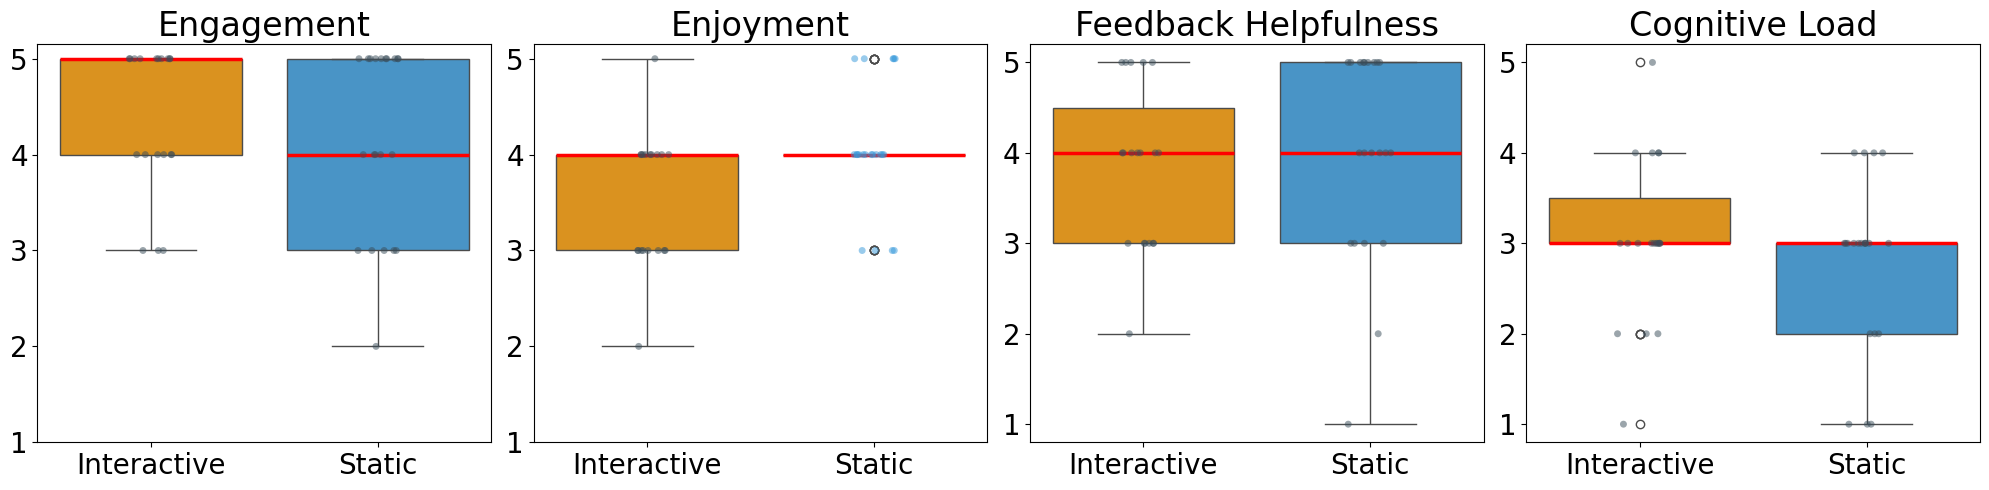 Engagement
5
4
3
2
1
Interactive Static
Enjoyment
5
4
3
2
1
Interactive Static
Feedback Helpfulness
5
4
3
2
1
Interactive Static
Cognitive Load
5
4
3
2
1
Interactive Static